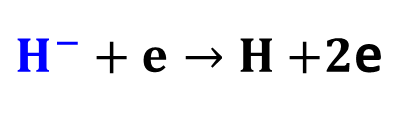 H⁻ + e → H +2e